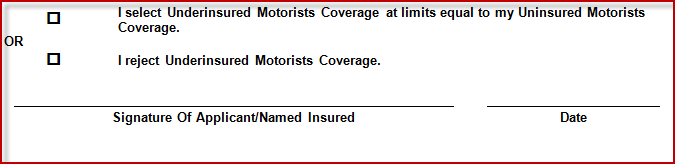 I select Underinsured Motorists Coverage at limits equal to my Uninsured Motorists
Coverage.
OR
I reject Underinsured Motorists Coverage.
Signature Of Applicant/Named Insured Date